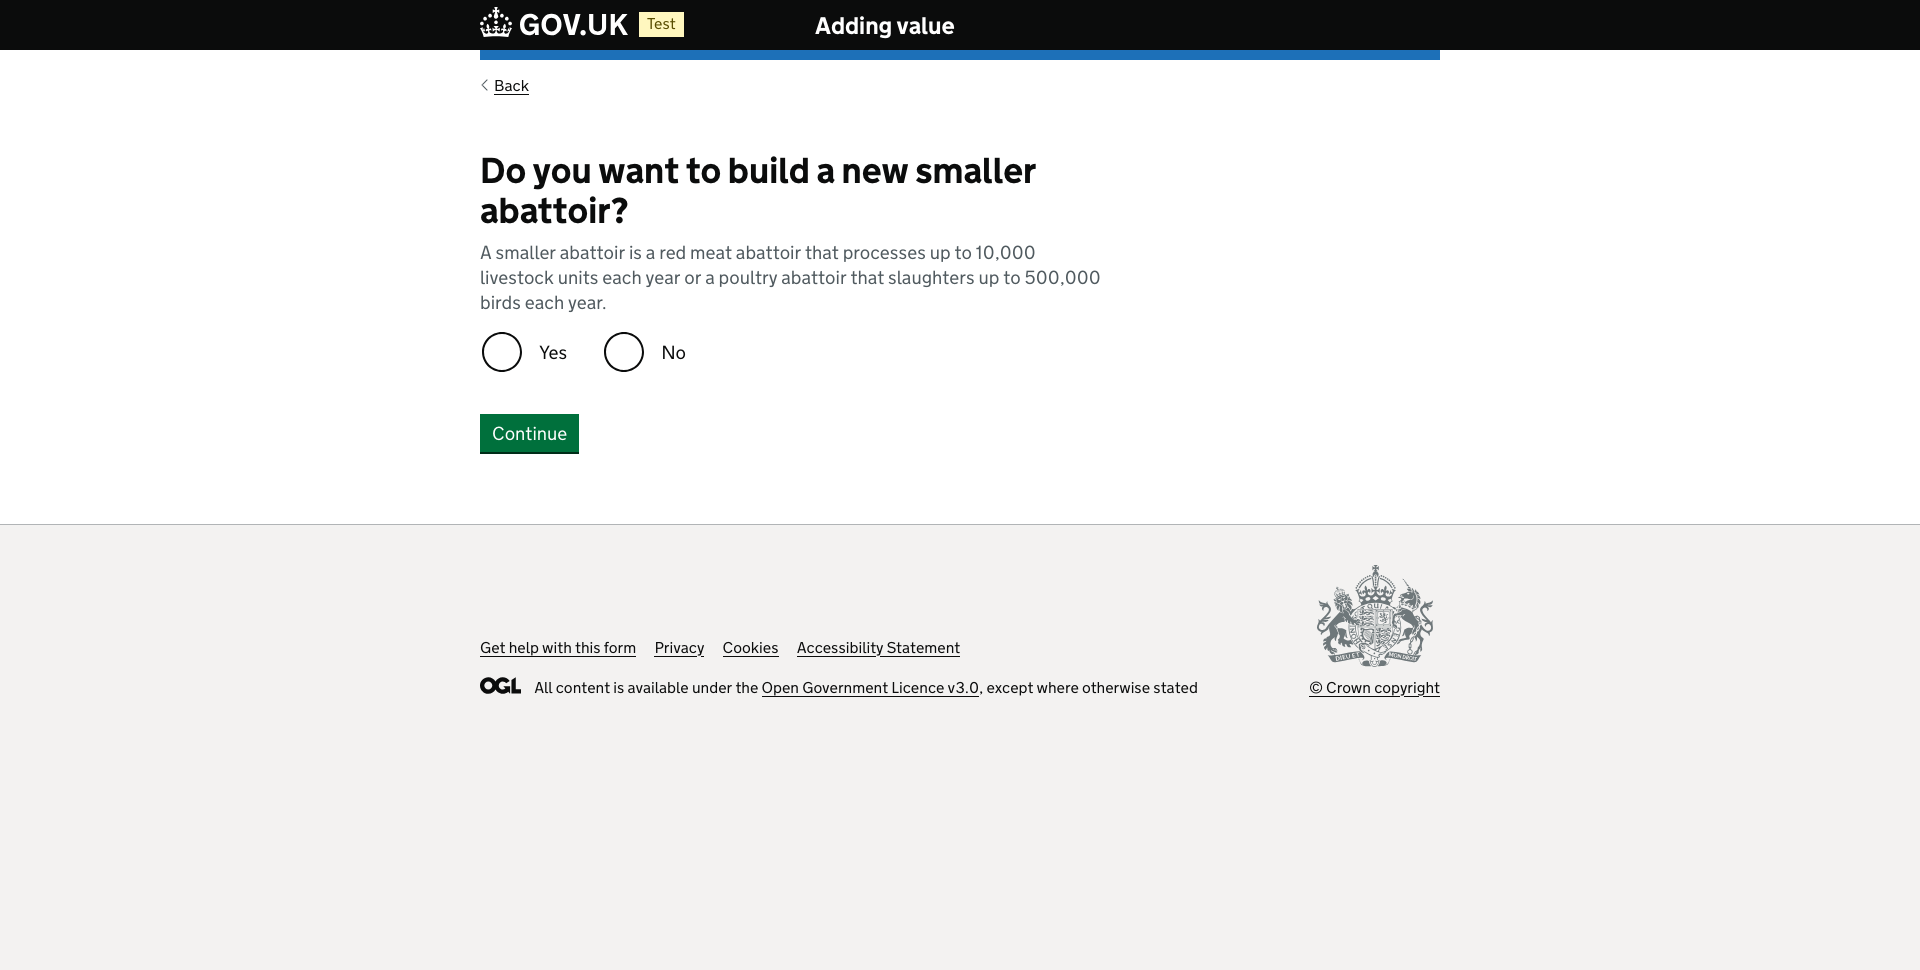 GOV.UK Test Adding value
Back
Do you want to build a new smaller
abattoir?
A smaller abattoir is a red meat abattoir that processes up to 10,000
livestock units each year or a poultry abattoir that slaughters up to 500,000
birds each year.
Yes No
Continue
Get help with this form Privacy Cookies Accessibility Statement
OGL All content is available under the Open Government Licence v3.0, except where otherwise stated
© Crown copyright